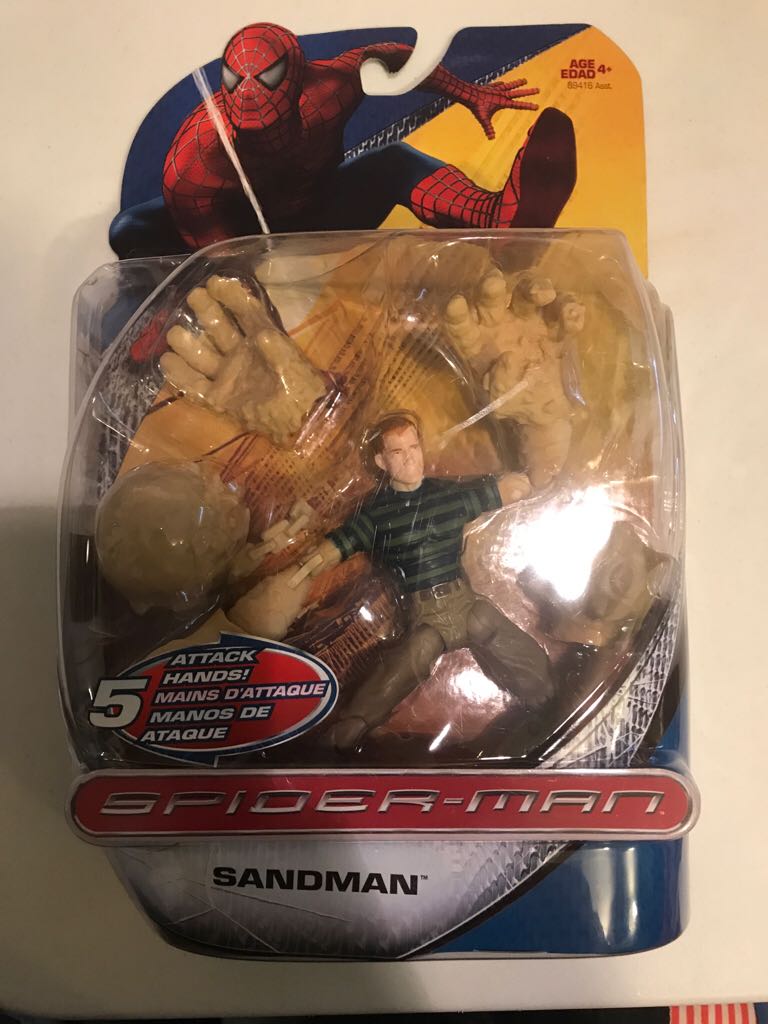 AGE
EDAD 4+
89416 Asst.
5 ATTACK
HANDS!
MAINS D'ATTAQUE
MANOS DE
ATAQUE
SPIDER-MAN
SANDMAN™